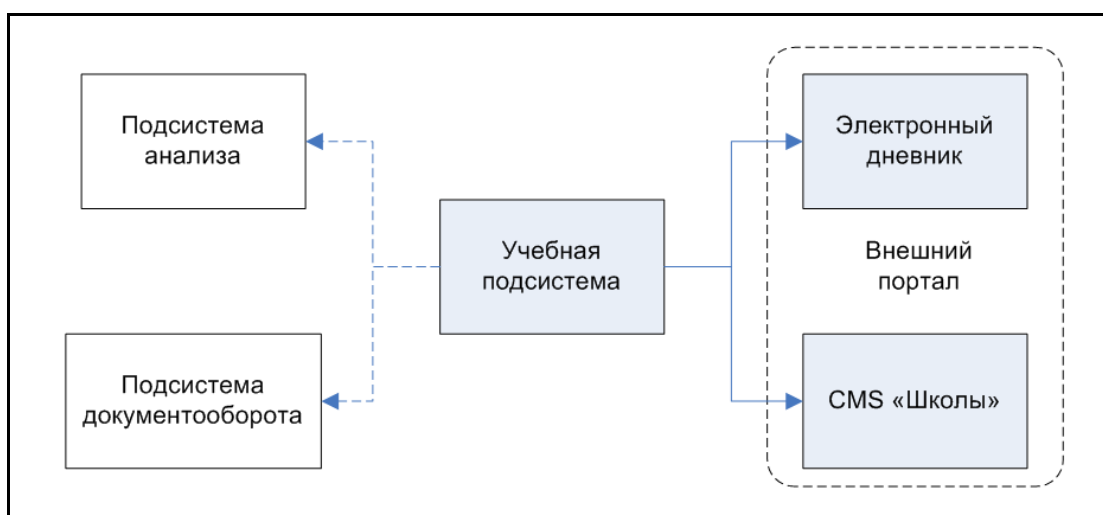 Подсистема
анализа
Электронный
дневник
Учебная
подсистема
Внешний
портал
Подсистема
документооборота
CMS «Школы»